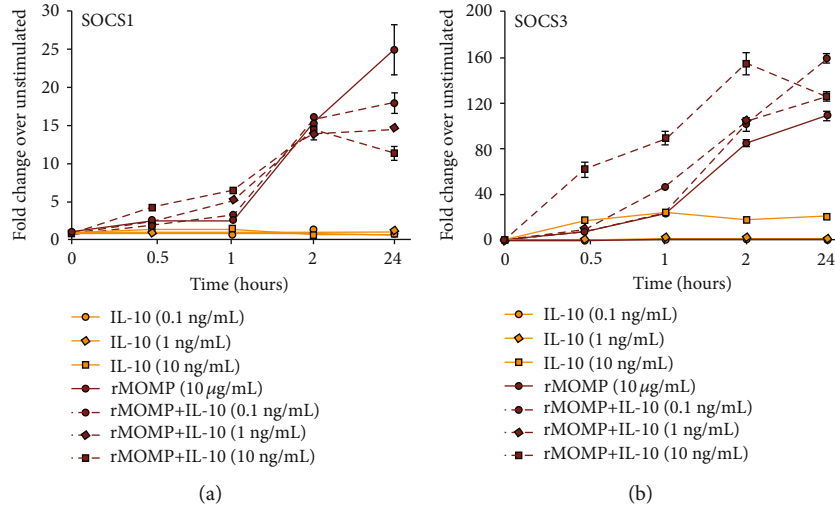 SOCS1
Fold change over unstimulated
35
30
25
20
15
10
5
0
0
0.5
1
2
24
Time (hours)
IL-10 (0.1 ng/mL)
IL-10 (1 ng/mL)
IL-10 (10 ng/mL)
rMOMP (10 μg/mL)
rMOMP+IL-10 (0.1 ng/mL)
rMOMP+IL-10 (1 ng/mL)
rMOMP+IL-10 (10 ng/mL)
(a)
SOCS3
Fold change over unstimulated
200
160
120
80
40
0
0
0.5
1
2
24
Time (hours)
IL-10 (0.1 ng/mL)
IL-10 (1 ng/mL)
IL-10 (10 ng/mL)
rMOMP (10 μg/mL)
rMOMP+IL-10 (0.1 ng/mL)
rMOMP+IL-10 (1 ng/mL)
rMOMP+IL-10 (10 ng/mL)
(b)